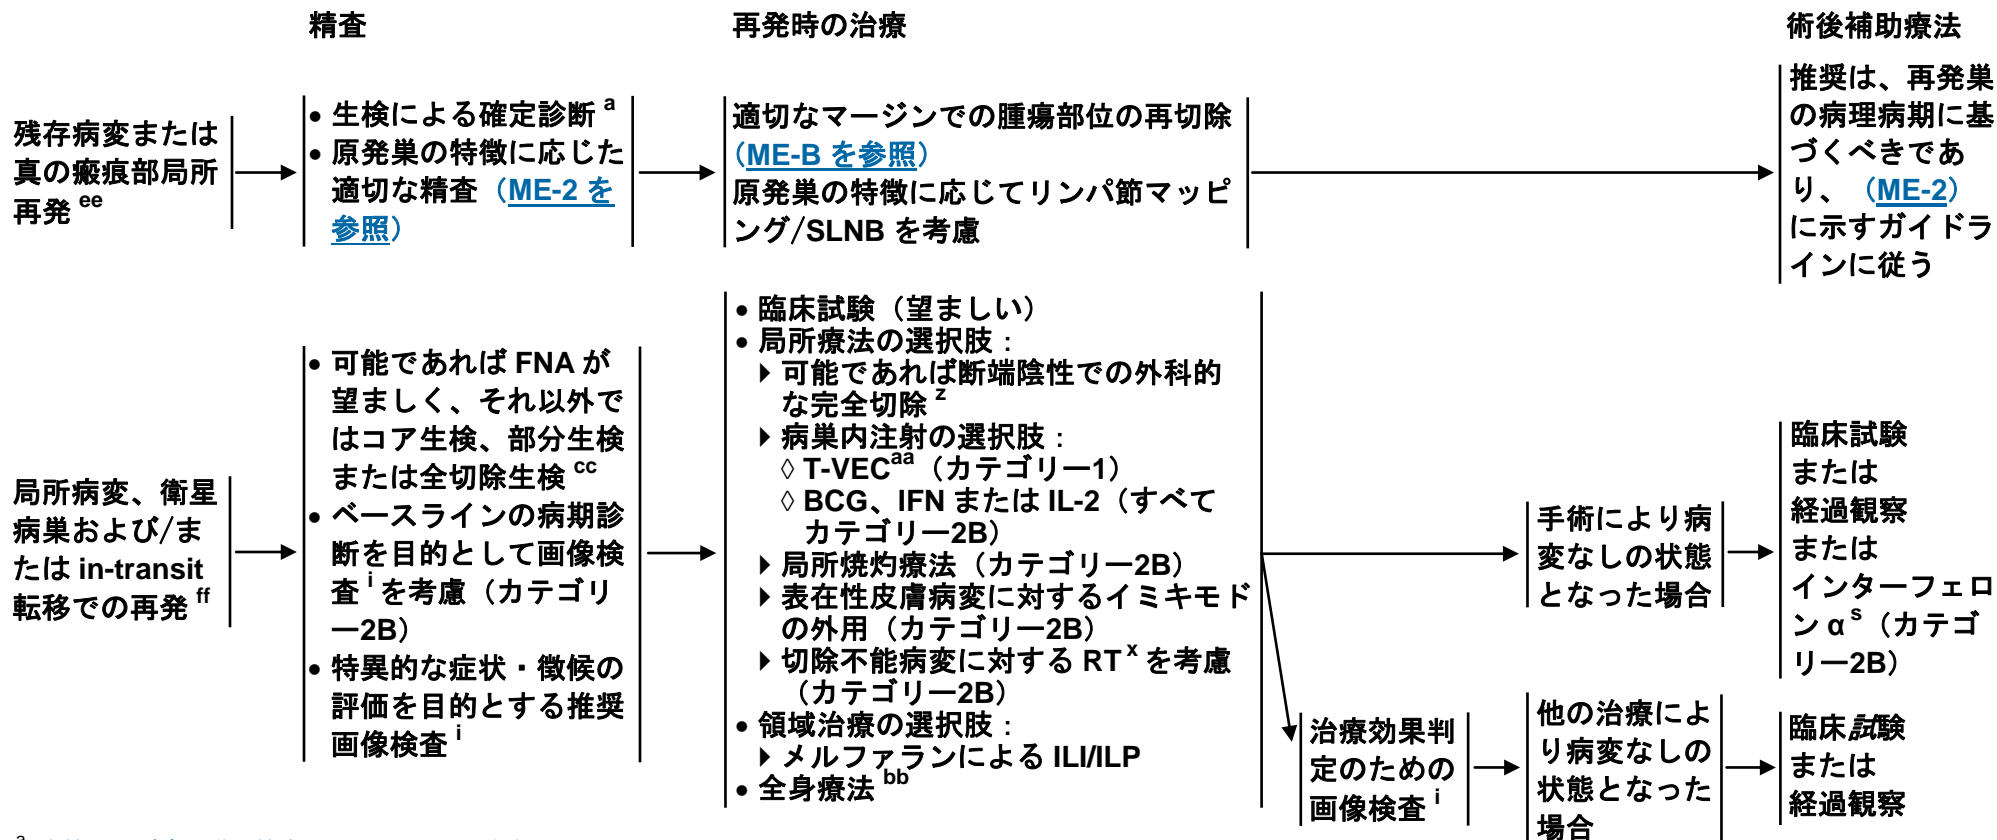 精査
再発時の治療
術後補助療法
残存病変または
真の瘢痕部局所
再発 ee
• 生検による確定診断 a
• 原発巣の特徴に応じた
適切な精査（ME-2 を
参照）
適切なマージンでの腫瘍部位の再切除
（ME-B を参照）
原発巣の特徴に応じてリンパ節マッピ
ング/SLNB を考慮
推奨は、再発巣
の病理病期に基
づくべきであ
り、（ME-2）
に示すガイドラ
インに従う
局所病変、衛星
病巣および/ま
たは in-transit
転移での再発 ff
• 可能であれば FNA が
望ましく、それ以外で
はコア生検、部分生検
または全切除生検 cc
• ベースラインの病期診
断を目的として画像検
査 i を考慮（カテゴリ
ー2B）
• 特異的な症状・徴候の
評価を目的とする推奨
画像検査 i
• 臨床試験（望ましい）
• 局所療法の選択肢：
▸ 可能であれば断端陰性での外科的
な完全切除 z
▸ 病巣内注射の選択肢：
◊ T-VEC aa（カテゴリー1）
◊ BCG、IFN または IL-2（すべて
カテゴリー2B）
▸ 局所焼灼療法（カテゴリー2B）
▸ 表在性皮膚病変に対するイミキモド
の外用（カテゴリー2B）
▸ 切除不能病変に対する RT x を考慮
（カテゴリー2B）
• 領域治療の選択肢：
▸ メルファランによる ILI/ILP
• 全身療法 bb
手術により病
変なしの状態
となった場合
臨床試験
または
経過観察
または
インターフェロ
ン α s（カテゴ
リー2B）
治療効果判
定のための
画像検査 i
他の治療によ
り病変なしの
状態となった
場合
臨床試験
または
経過観察
a